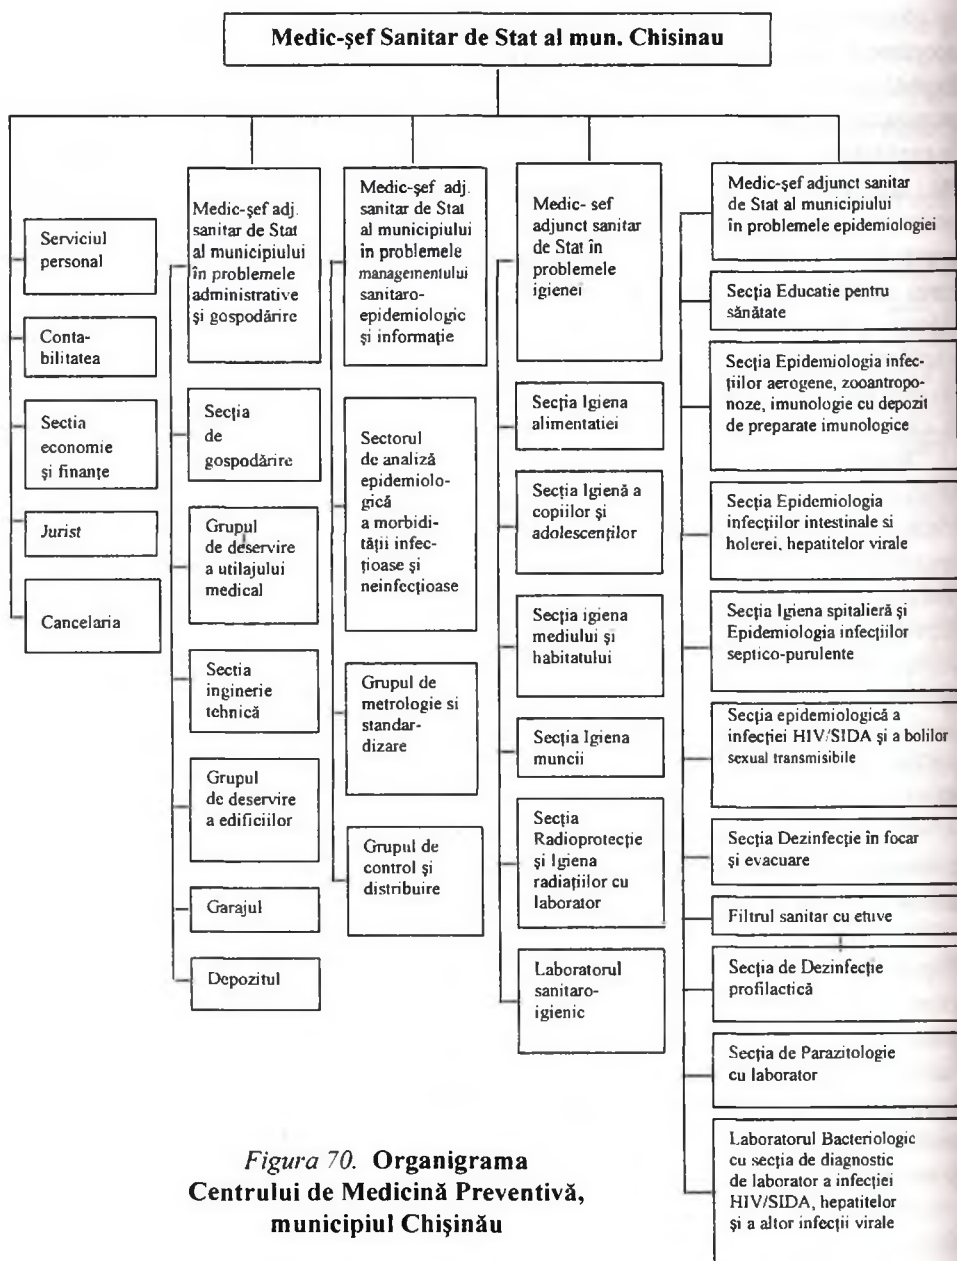 Medic-şef Sanitar de Stat al mun. Chisinau
Serviciul
personal
Conta-
bilitatea
Sectia
economie
şi finanţe
Jurist
Cancelaria
Medic-şef adj.
sanitar de Stat
al municipiului
în problemele
administrative
şi gospodărire
Secţia
de
gospodărire
Grupul
de deservire
a utilajului
medical
Sectia
inginerie
tehnică
Grupul
de deservire
a edificiilor
Garajul
Depozitul
Medic-şef adj.
sanitar de Stat
al municipiului
în problemele
managementului
sanitaro-
epidemiologic
şi informaţie
Sectorul
de analiză
epidemiolo-
gică
a morbidi-
tăţii infec-
ţioase şi
neinfecţioase
Grupul de
metrologie si
standar-
dizare
Grupul de
control şi
distribuire
Medic- sef
adjunct sanitar
de Stat în
problemele
igienei
Secţia Igiena
alimentatiei
Secţia Igienă a
copiilor şi
adolescenţilor
Secţia igiena
mediului şi
habitatului
Secţia Igiena
muncii
Secţia
Radioprotecţie
şi Igiena
radiaţiilor cu
laborator
Laboratorul
sanitaro-
igienic
Medic-şef adjunct sanitar
de Stat al municipiului
în problemele epidemiologiei
Secţia Educatie pentru
sănătate
Secţia Epidemiologia infec-
ţiilor aerogene, zooantropo-
noze, imunologie cu depozit
de preparate imunologice
Secţia Epidemiologia
infecţiilor intestinale si
holerei, hepatitelor virale
Secţia Igiena spitalieră şi
Epidemiologia infecţiilor
septico-purulente
Secţia epidemiologică a
infecţiei HIV/SIDA şi a bolilor
sexual transmisibile
Secţia Dezinfecţie în focar
şi evacuare
Filtrul sanitar cu etuve
Secţia de Dezinfecţie
profilactică
Secţia de Parazitologie
cu laborator
Laboratorul Bacteriologic
cu secţia de diagnostic
de laborator a infecţiei
HIV/SIDA, hepatitelor
şi a altor infecţii virale
Figura 70. Organigrama
Centrului de Medicină Preventivă,
municipiul Chişinău